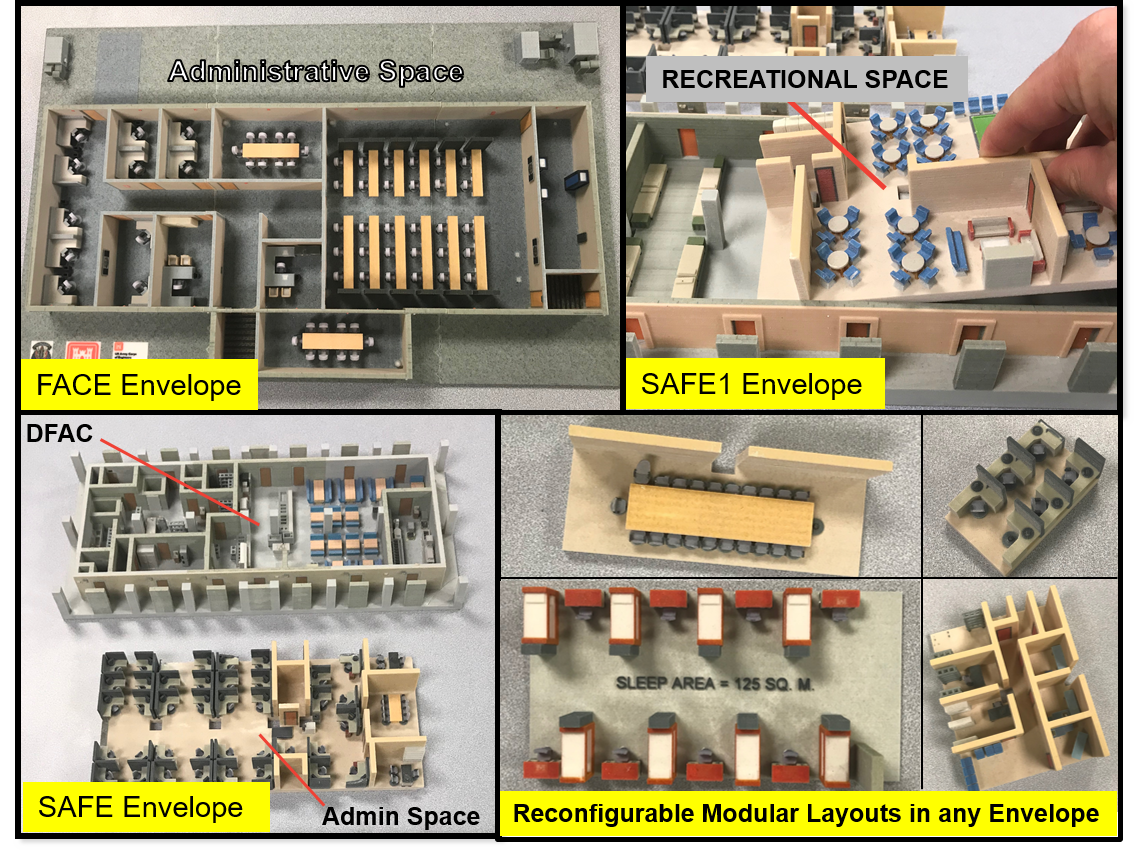 Administrative Space
FACE Envelope
RECREATIONAL SPACE
SAFE1 Envelope
DFAC
SAFE Envelope
Admin Space
SLEEP AREA = 125 SQ. M.
Reconfigurable Modular Layouts in any Envelope